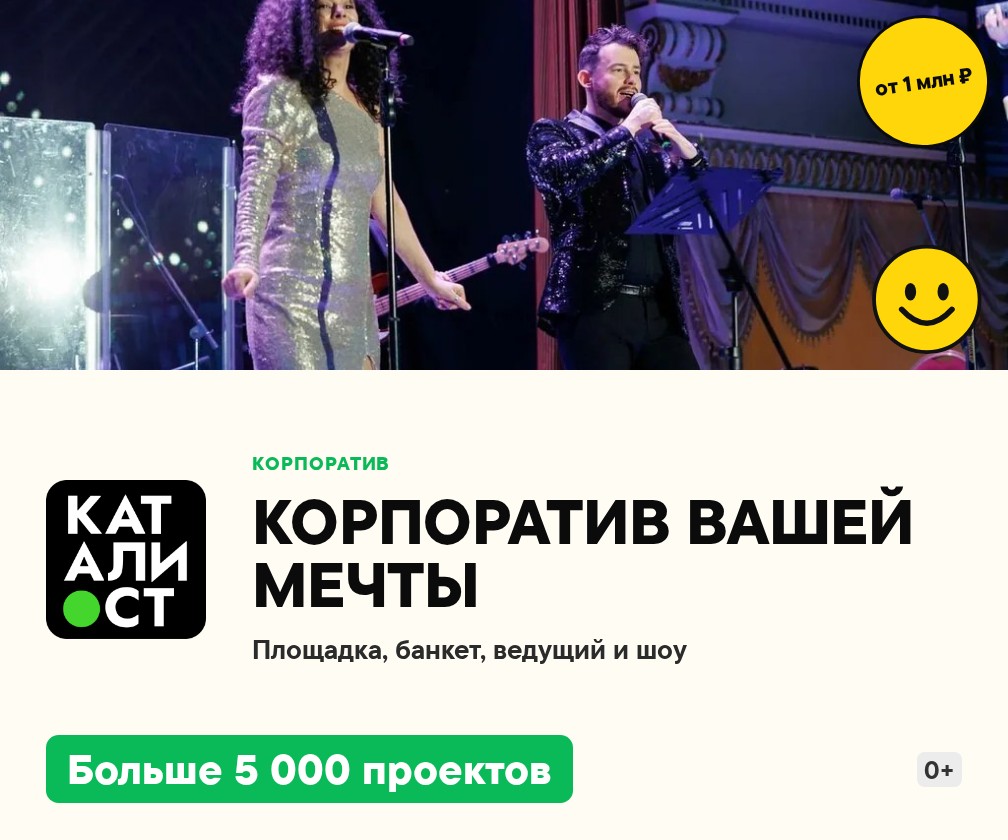 от 1 млн ₽
КОРПОРАТИВ
КАТ
АЛИ
СТ
КОРПОРАТИВ ВАШЕЙ
МЕЧТЫ
Площадка, банкет, ведущий и шоу
Больше 5 000 проектов
0+